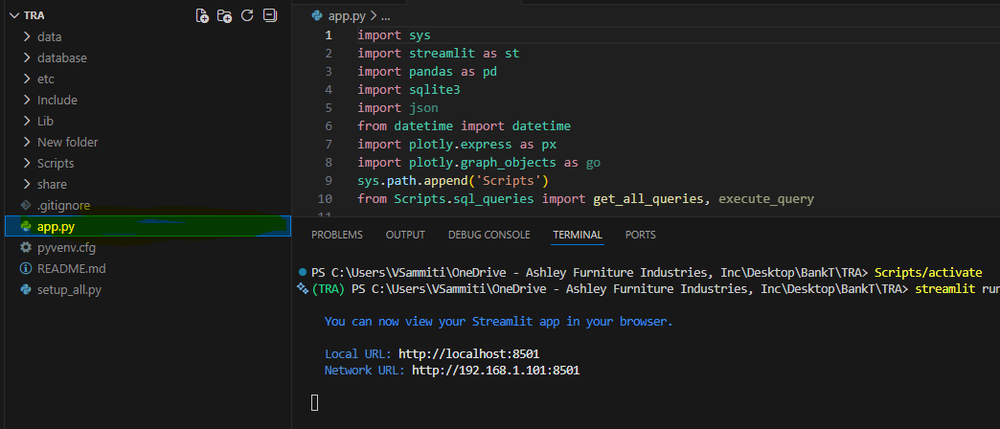 TRA
data
database
etc
Include
Lib
New folder
Scripts
share
.gitignore
app.py
pyvenv.cfg
README.md
setup_all.py
app.py > ...
1 import sys
2 import streamlit as st
3 import pandas as pd
4 import sqlite3
5 import json
6 from datetime import datetime
7 import plotly.express as px
8 import plotly.graph_objects as go
9 sys.path.append('Scripts')
10 from Scripts.sql_queries import get_all_queries, execute_query
PROBLEMS OUTPUT DEBUG CONSOLE TERMINAL PORTS
PS C:\Users\VSammiti\OneDrive - Ashley Furniture Industries, Inc\Desktop\BankT\TRA> Scripts/activate
(TRA) PS C:\Users\VSammiti\OneDrive - Ashley Furniture Industries, Inc\Desktop\BankT\TRA> streamlit run
You can now view your Streamlit app in your browser.
Local URL: http://localhost:8501
Network URL: http://192.168.1.101:8501